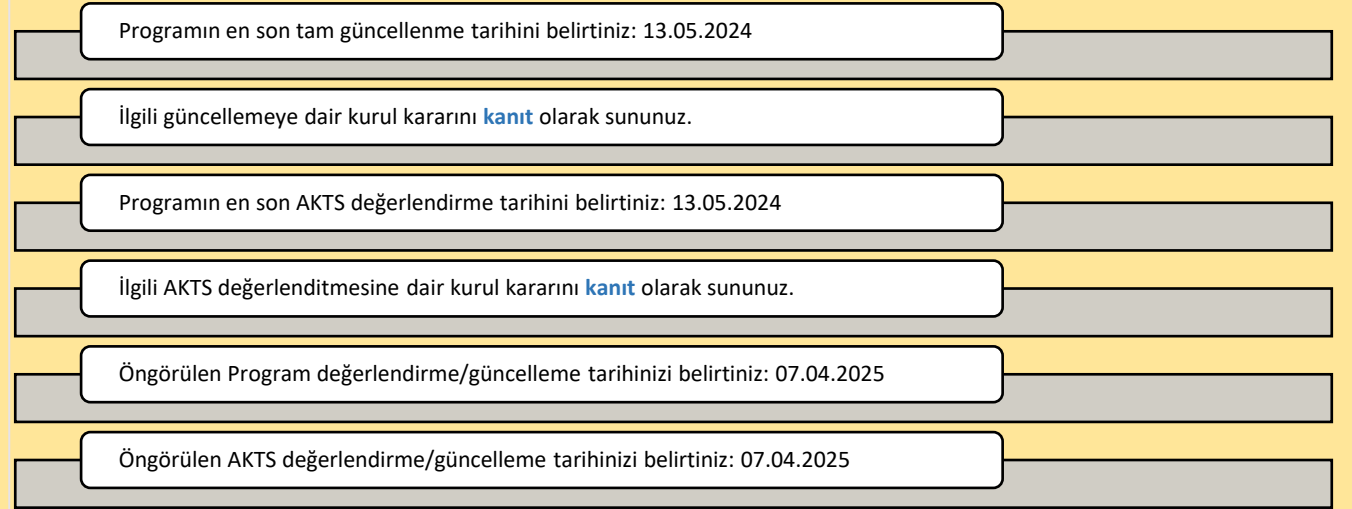 Programın en son tam güncellenme tarihini belirtiniz: 13.05.2024
İlgili güncellemeye dair kurul kararını kanıt olarak sununuz.
Programın en son AKTS değerlendirme tarihini belirtiniz: 13.05.2024
İlgili AKTS değerlenditmesine dair kurul kararını kanıt olarak sununuz.
Öngörülen Program değerlendirme/güncelleme tarihinizi belirtiniz: 07.04.2025
Öngörülen AKTS değerlendirme/güncelleme tarihinizi belirtiniz: 07.04.2025